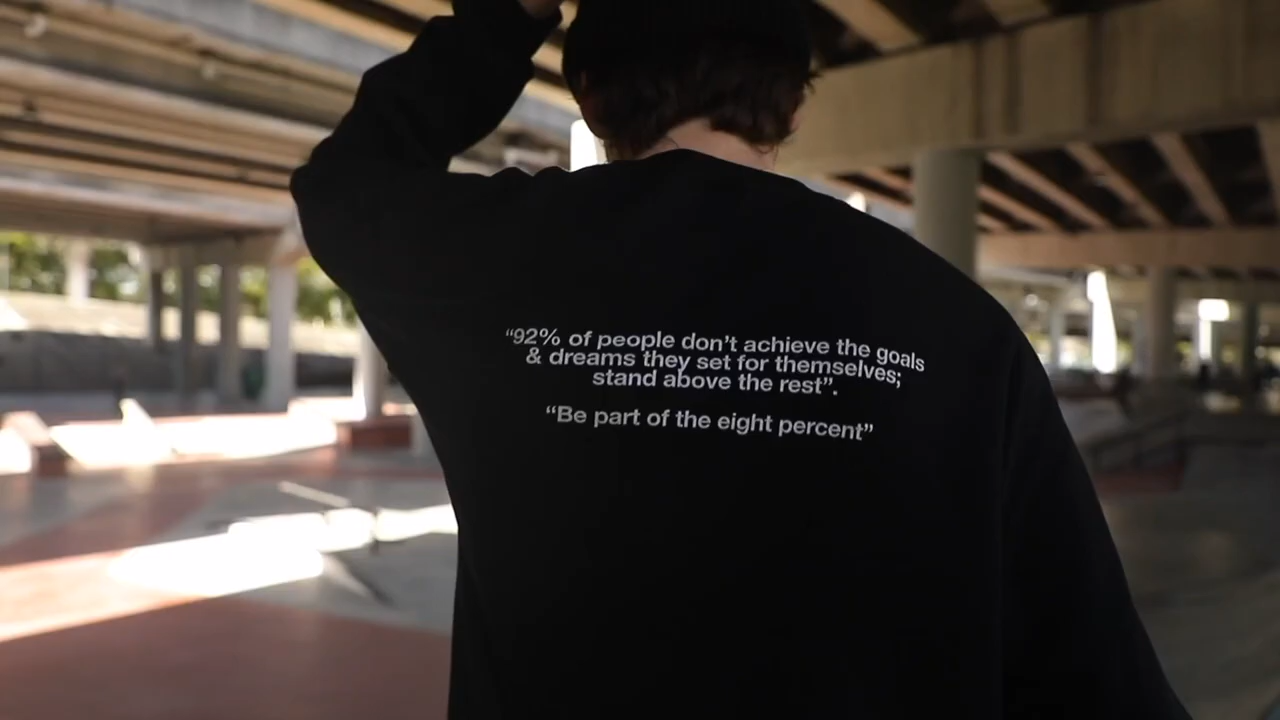 “92% of people don’t achieve the goals
& dreams they set for themselves;
stand above the rest”.
“Be part of the eight percent”